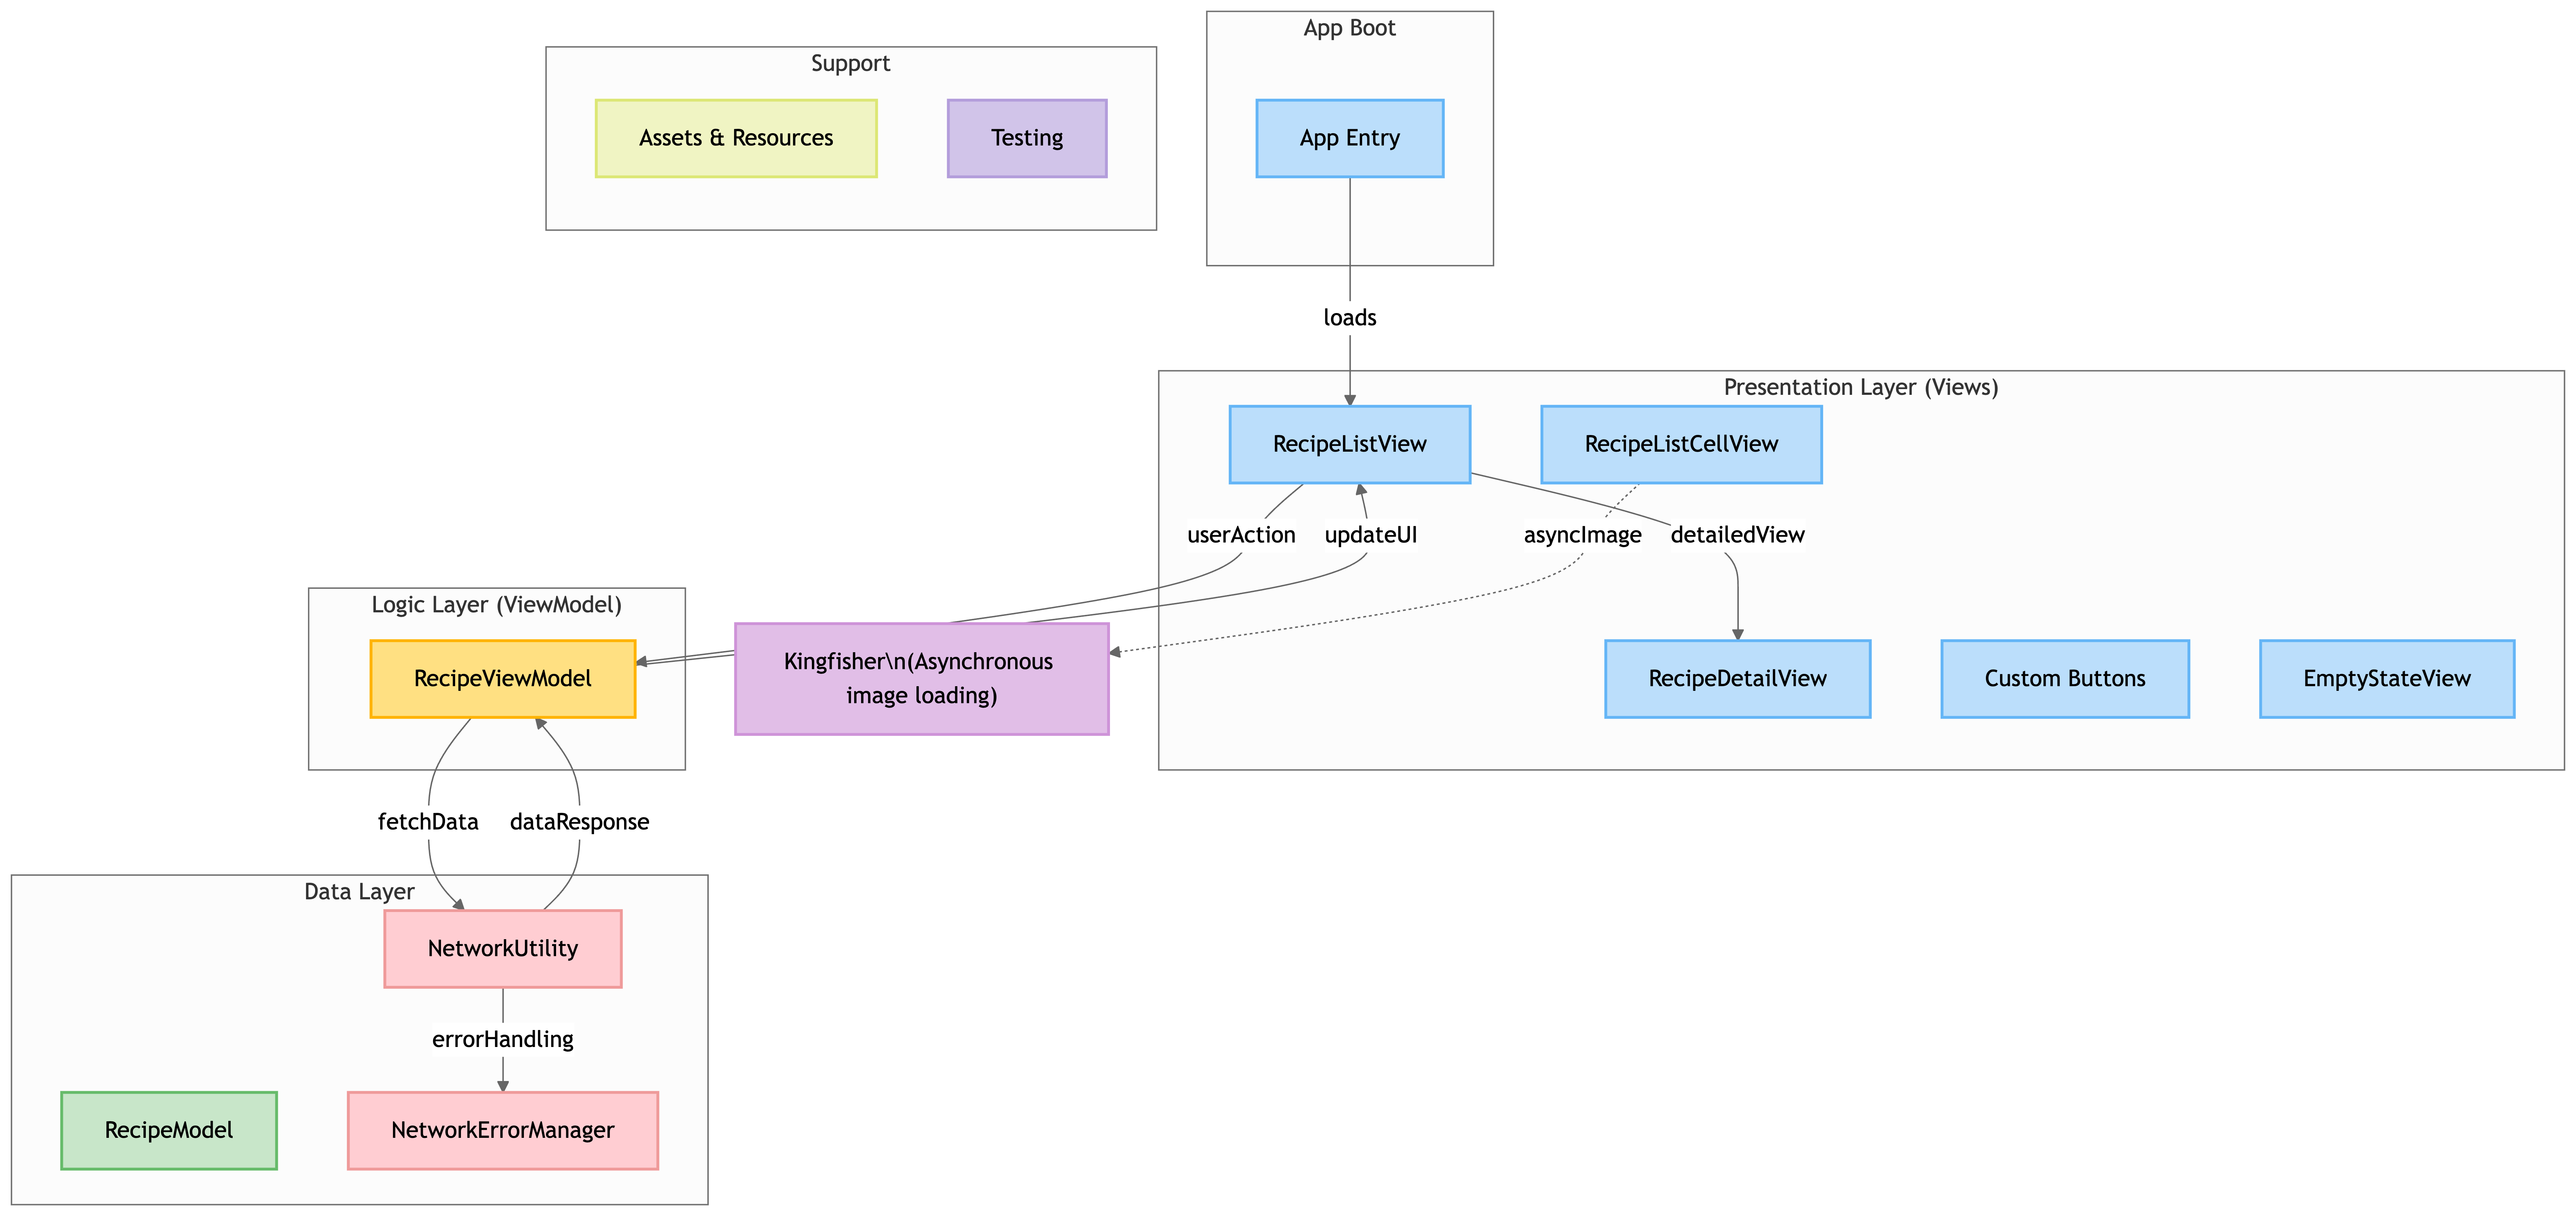 App Boot
Support
Assets & Resources
Testing
App Entry
loads
Presentation Layer (Views)
RecipeListView
RecipeListCellView
userAction
updateUI
asyncImage
detailedView
Logic Layer (ViewModel)
RecipeViewModel
Kingfisher\n(Asynchronous
image loading)
RecipeDetailView
Custom Buttons
EmptyStateView
fetchData
dataResponse
Data Layer
NetworkUtility
errorHandling
RecipeModel
NetworkErrorManager